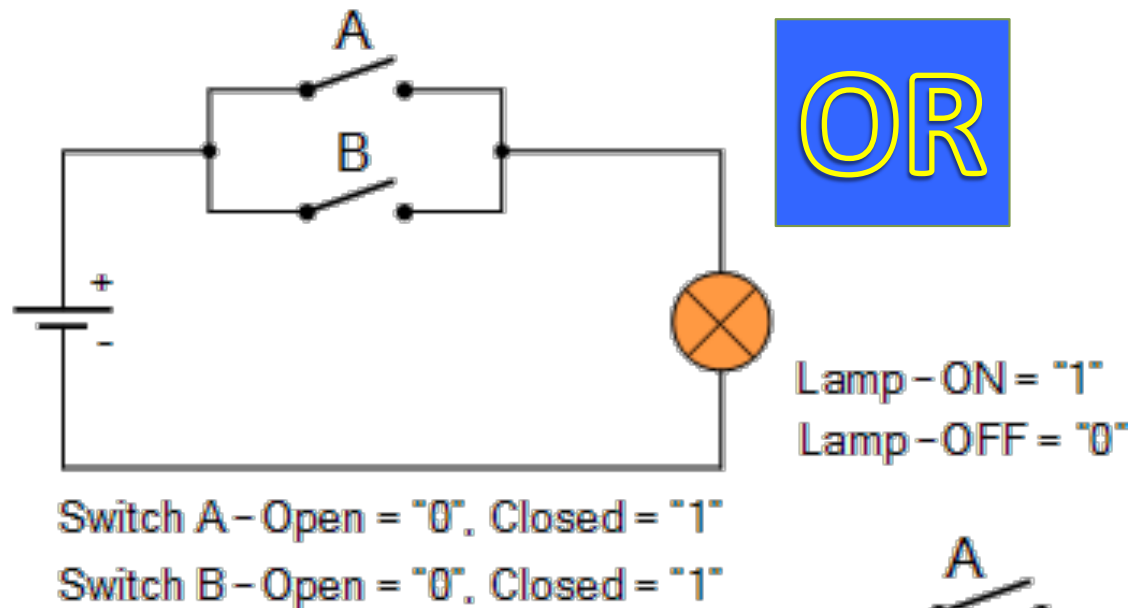 A
OR
B
+
-
Lamp-ON = "1"
Lamp-OFF = "0"
Switch A-Open = "0", Closed = "1"
Switch B-Open = "0", Closed = "1"
A